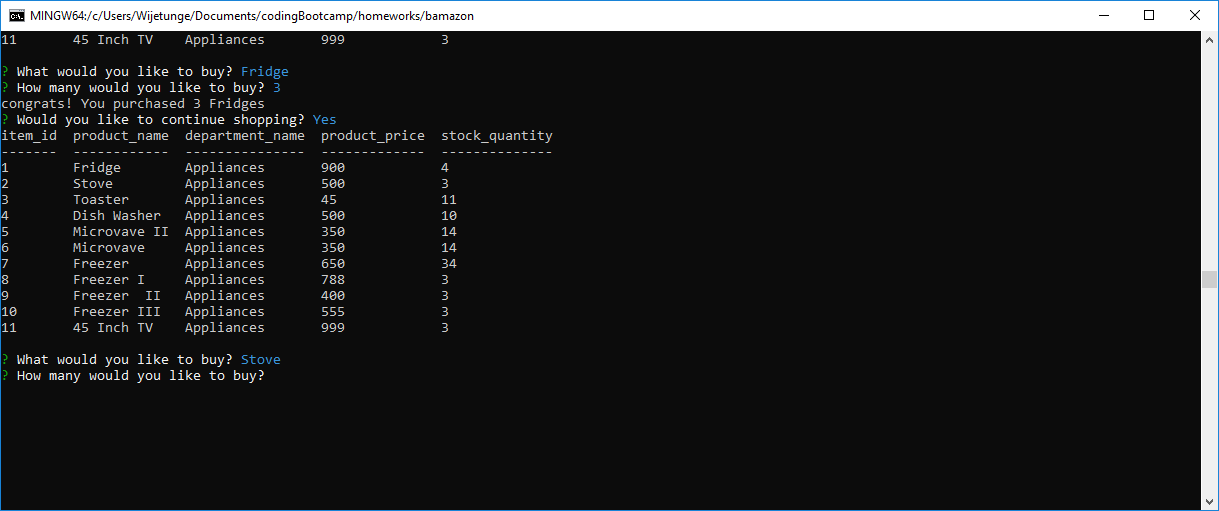 MINGW64:/c/Users/Wijetunge/Documents/codingBootcamp/homeworks/bamazon
11       45 Inch TV    Appliances       999            3
? What would you like to buy? Fridge
? How many would you like to buy? 3
congrats! You purchased 3 Fridges
? Would you like to continue shopping? Yes
item_id  product_name  department_name  product_price  stock_quantity
-------  ------------  ---------------  -------------  --------------
1        Fridge        Appliances       900            4
2        Stove         Appliances       500            3
3        Toaster       Appliances       45             11
4        Dish Washer   Appliances       500            10
5        Microvave II  Appliances       350            14
6        Microvave     Appliances       350            14
7        Freezer       Appliances       650            34
8        Freezer I     Appliances       788            3
9        Freezer  II   Appliances       400            3
10       Freezer III   Appliances       555            3
11       45 Inch TV    Appliances       999            3
? What would you like to buy? Stove
? How many would you like to buy?